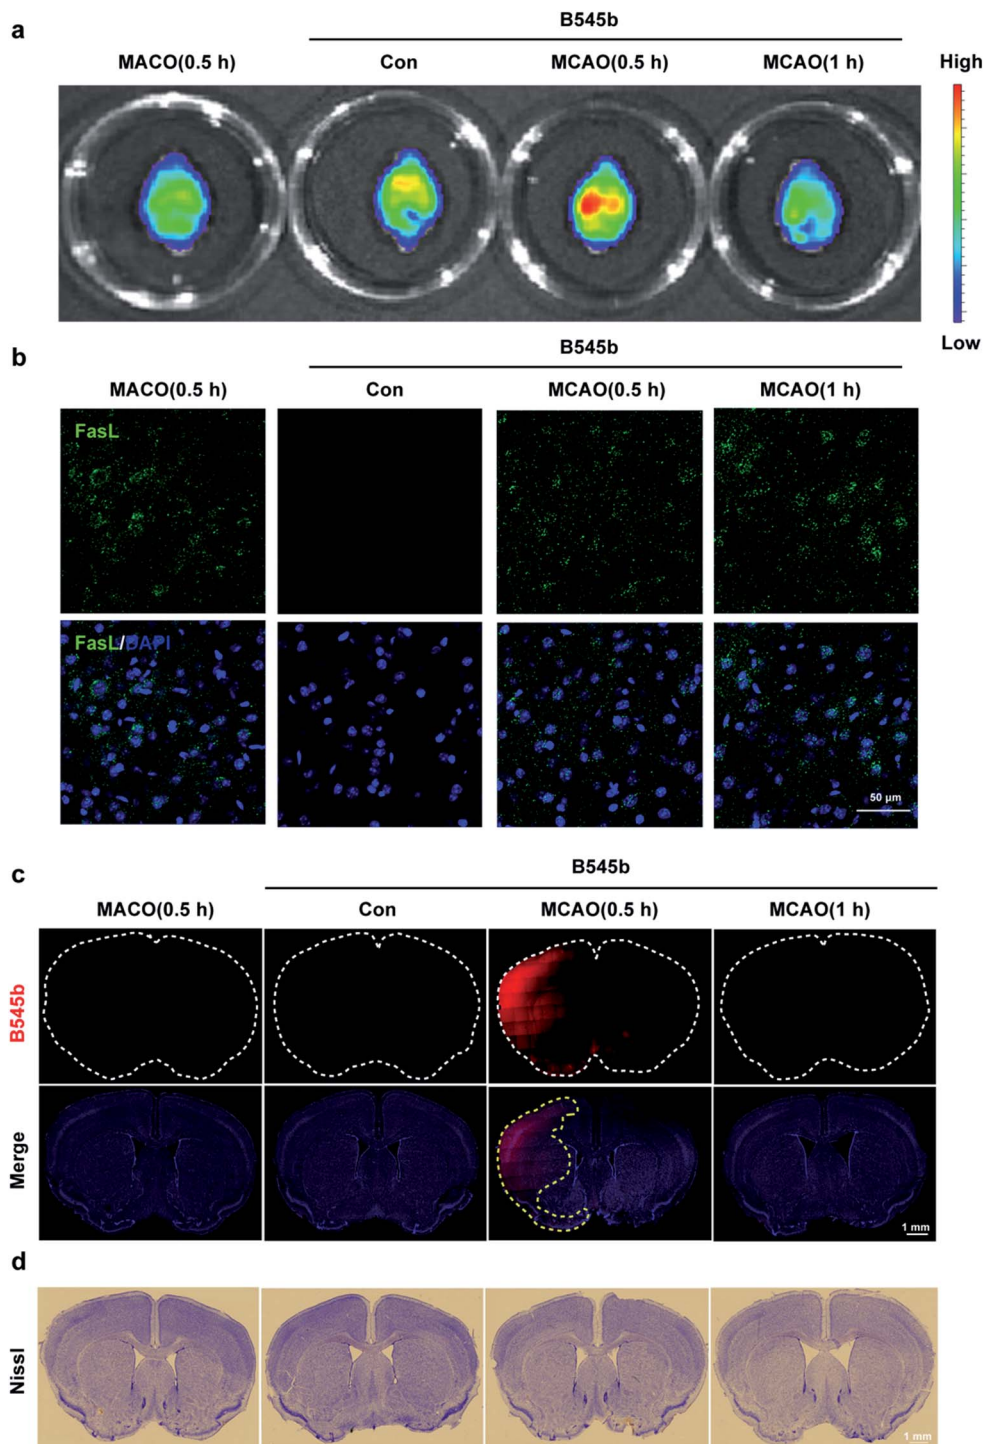 a
B545b
MACO(0.5 h) Con MCAO(0.5 h) MCAO(1 h) High
Low
b
B545b
MACO(0.5 h) Con MCAO(0.5 h) MCAO(1 h)
FasL
FasL/DAPI
50 µm
c
B545b
MACO(0.5 h) Con MCAO(0.5 h) MCAO(1 h)
B545b
Merge
1 mm
d
Nissl
1 mm